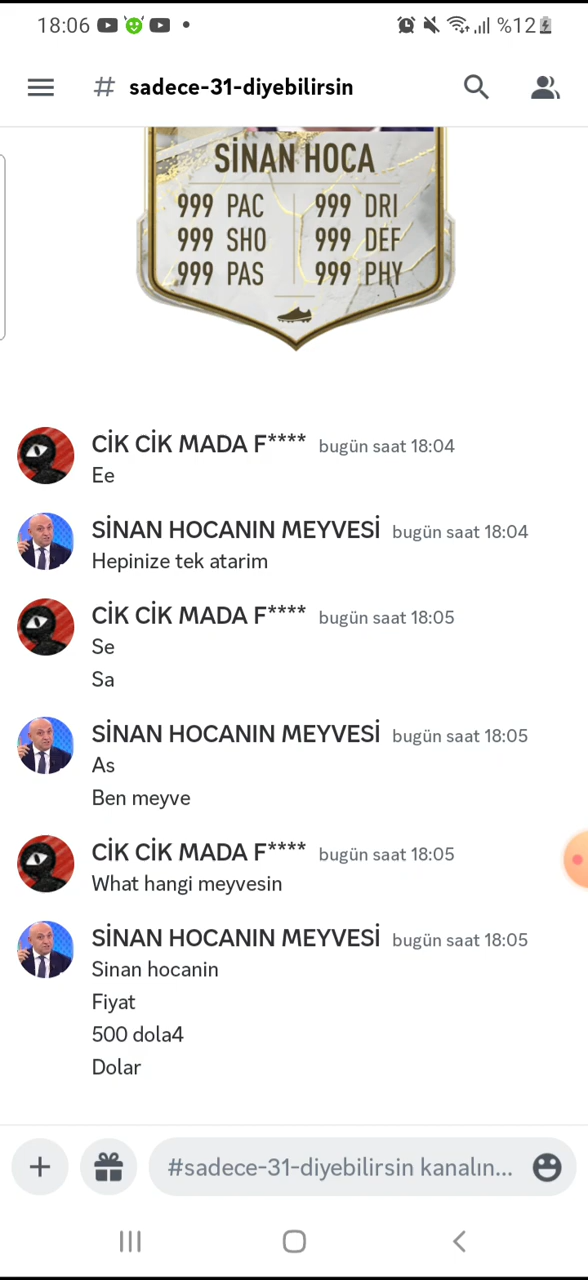 18:06
%12
# sadece-31-diyebilirsin
SİNAN HOCA
999 PAC 999 DRI
999 SHO 999 DEF
999 PAS 999 PHY
CİK CİK MADA F**** bugün saat 18:04
Ee
SİNAN HOCANIN MEYVESİ bugün saat 18:04
Hepinize tek atarim
CİK CİK MADA F**** bugün saat 18:05
Se
Sa
SİNAN HOCANIN MEYVESİ bugün saat 18:05
As
Ben meyve
CİK CİK MADA F**** bugün saat 18:05
What hangi meyvesin
SİNAN HOCANIN MEYVESİ bugün saat 18:05
Sinan hocanin
Fiyat
500 dola4
Dolar
#sadece-31-diyebilirsin kanalın...